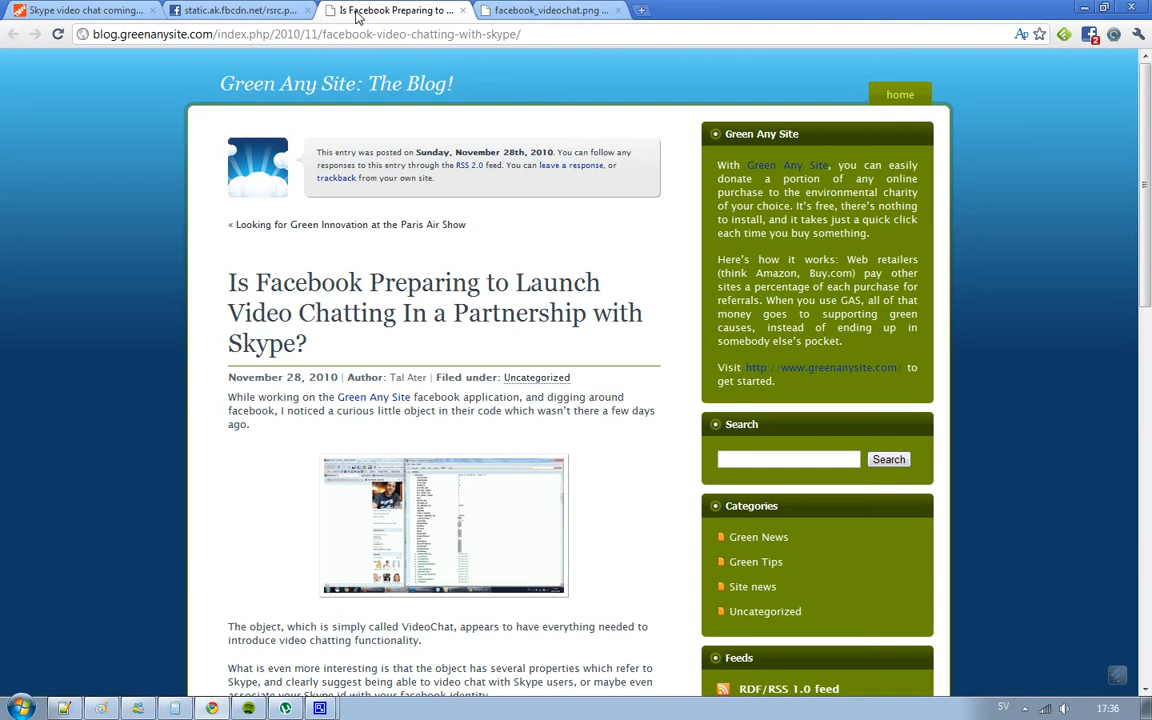 Skype video chat coming...
static.ak.fbcdn.net/rsrc.p...
Is Facebook Preparing to ...
facebook_videochat.png ...
blog.greenanysite.com/index.php/2010/11/facebook-video-chatting-with-skype/
2
Green Any Site: The Blog!
home
This entry was posted on Sunday, November 28th, 2010. You can follow any
responses to this entry through the RSS 2.0 feed. You can leave a response, or
trackback from your own site.
« Looking for Green Innovation at the Paris Air Show
Is Facebook Preparing to Launch
Video Chatting In a Partnership with
Skype?
November 28, 2010 | Author: Tal Ater | Filed under: Uncategorized
While working on the Green Any Site facebook application, and digging around
facebook, I noticed a curious little object in their code which wasn't there a few days
ago.
The object, which is simply called VideoChat, appears to have everything needed to
introduce video chatting functionality.
What is even more interesting is that the object has several properties which refer to
Skype, and clearly suggest being able to video chat with Skype users, or maybe even
associate your Skype id with your facebook identity.
Green Any Site
With Green Any Site, you can easily
donate a portion of any online
purchase to the environmental charity
of your choice. It's free, there's nothing
to install, and it takes just a quick click
each time you buy something.
Here's how it works: Web retailers
(think Amazon, Buy.com) pay other
sites a percentage of each purchase for
referrals. When you use GAS, all of that
money goes to supporting green
causes, instead of ending up in
somebody else's pocket.
Visit http://www.greenanysite.com/ to
get started.
Search
Search
Categories
Green News
Green Tips
Site news
Uncategorized
Feeds
RDF/RSS 1.0 feed
SV
17:36